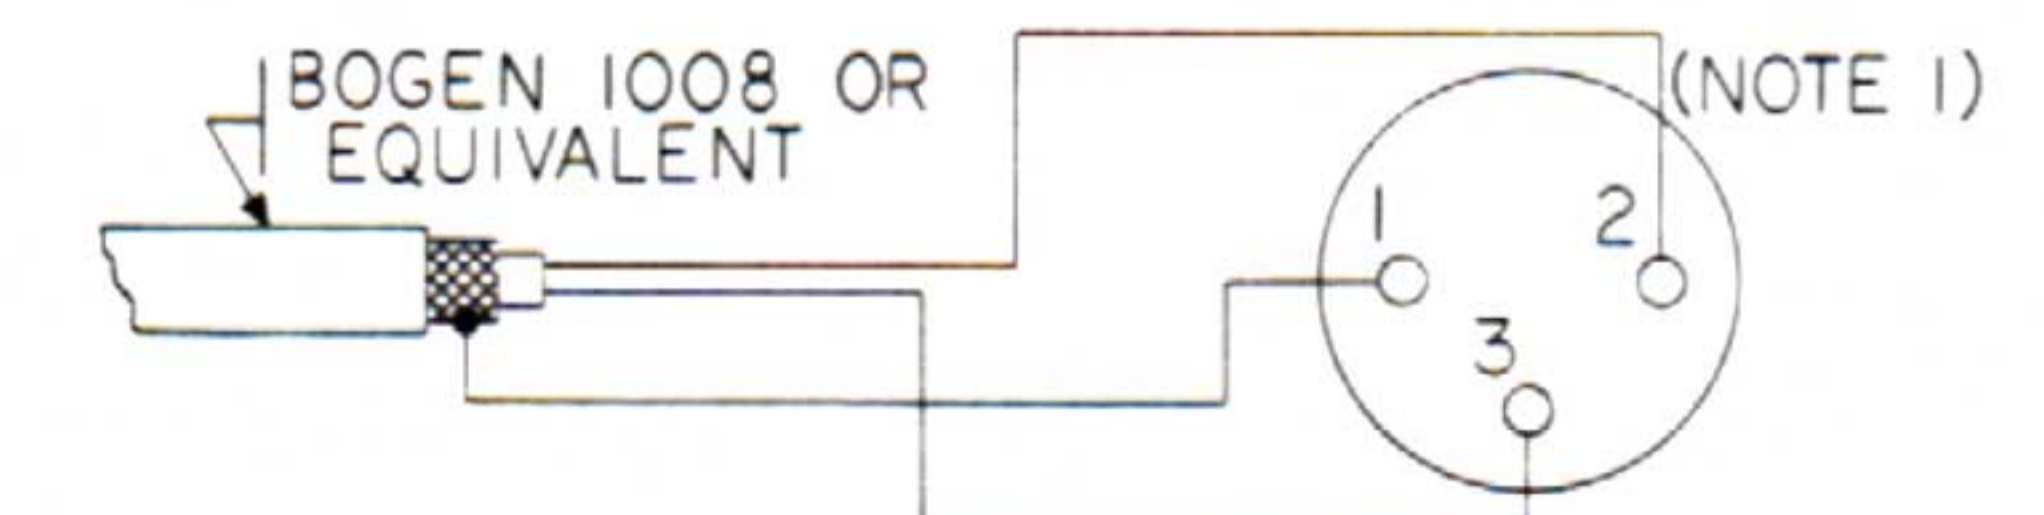 BOGEN 1008 OR
EQUIVALENT
(NOTE 1)
1
2
3